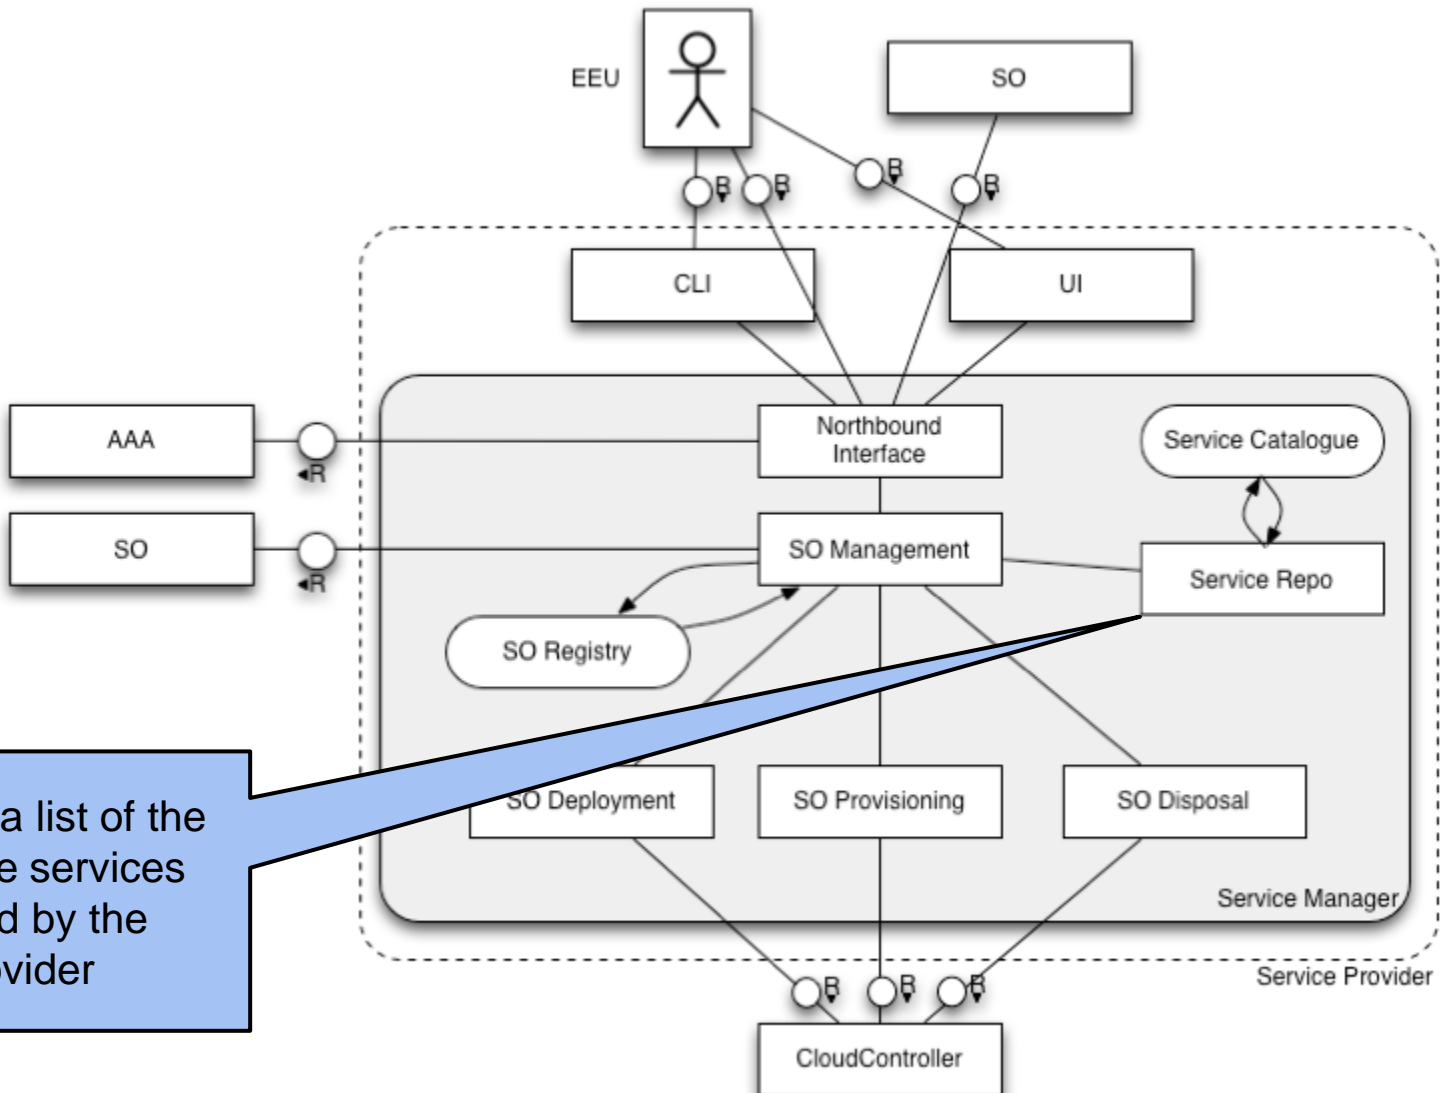 EEU
SO
R
R
R
R
CLI
UI
AAA
R
Northbound
Interface
Service Catalogue
SO
R
SO Management
Service Repo
SO Registry
a list of the
services
by the
SO Deployment
SO Provisioning
SO Disposal
Service Manager
Service Provider
R
R
R
CloudController